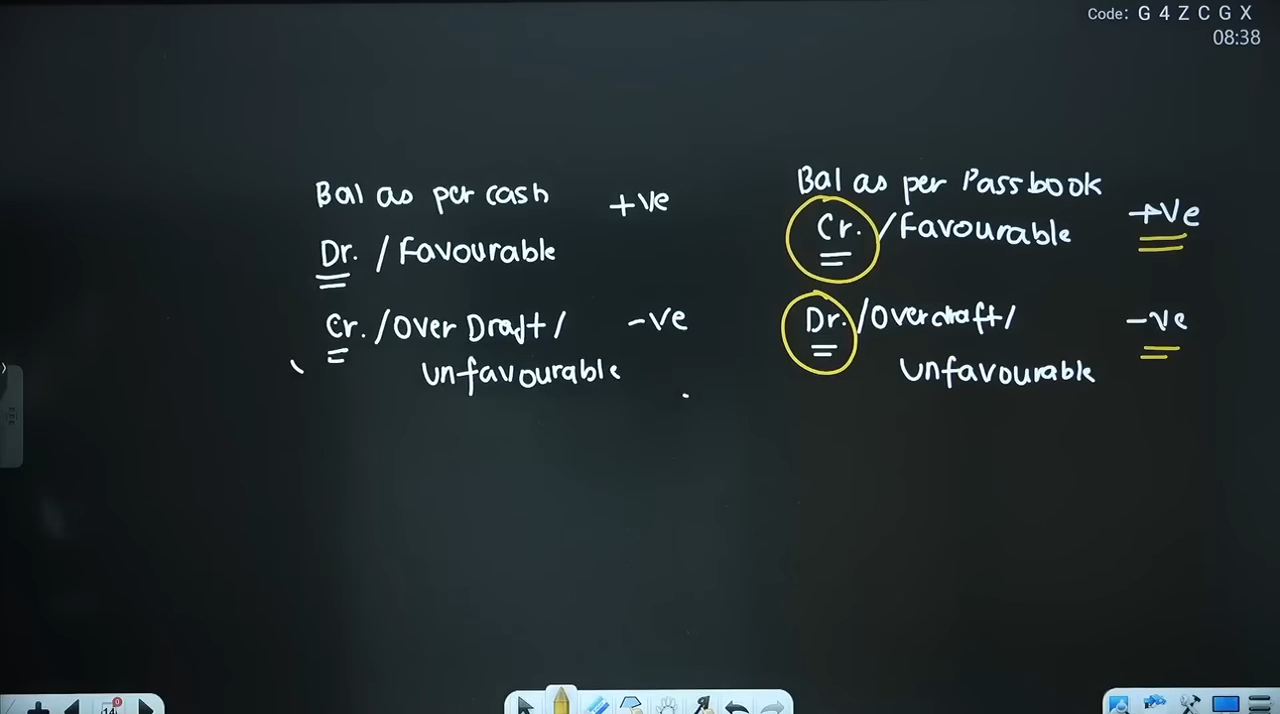 Code: G 4 Z C G X
08:38
Bal as per cash +ve
Dr. / Favourable
Cr. / Over Draft / -ve
unfavourable
Bal as per Passbook
Cr. / Favourable +ve
Dr. / Overdraft / -ve
unfavourable
14